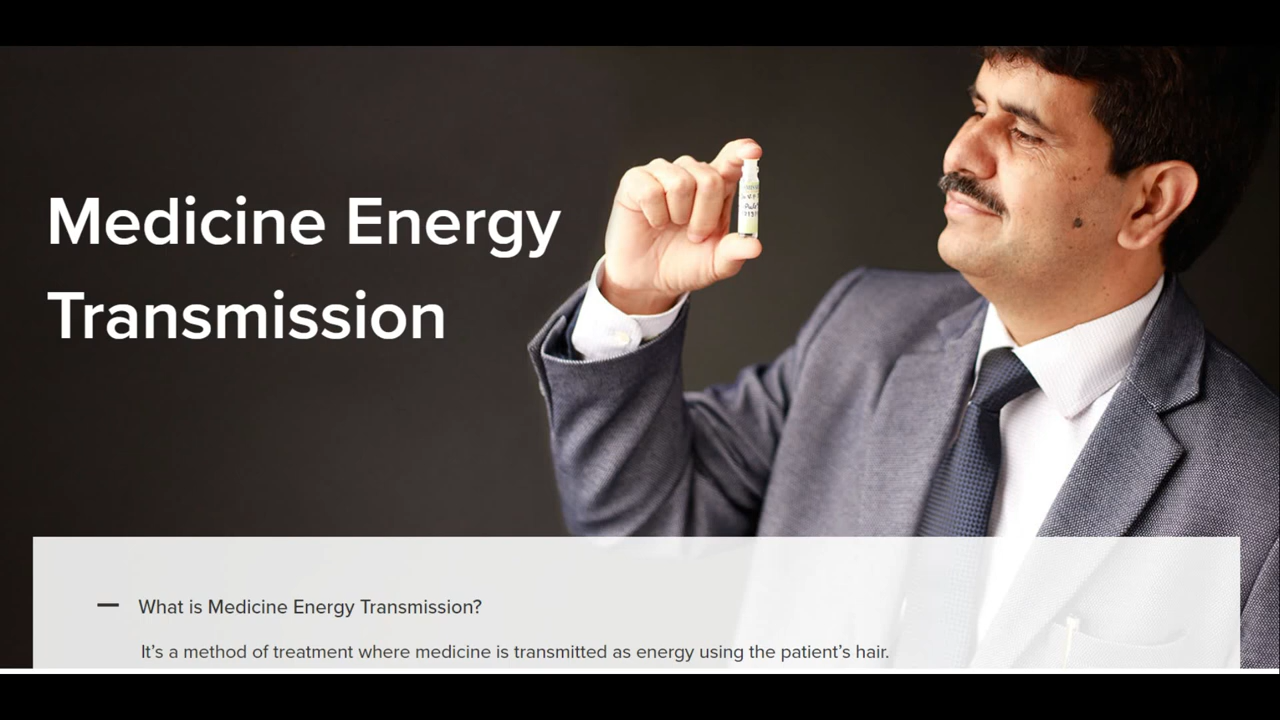 Medicine Energy
Transmission
What is Medicine Energy Transmission?
It’s a method of treatment where medicine is transmitted as energy using the patient’s hair.